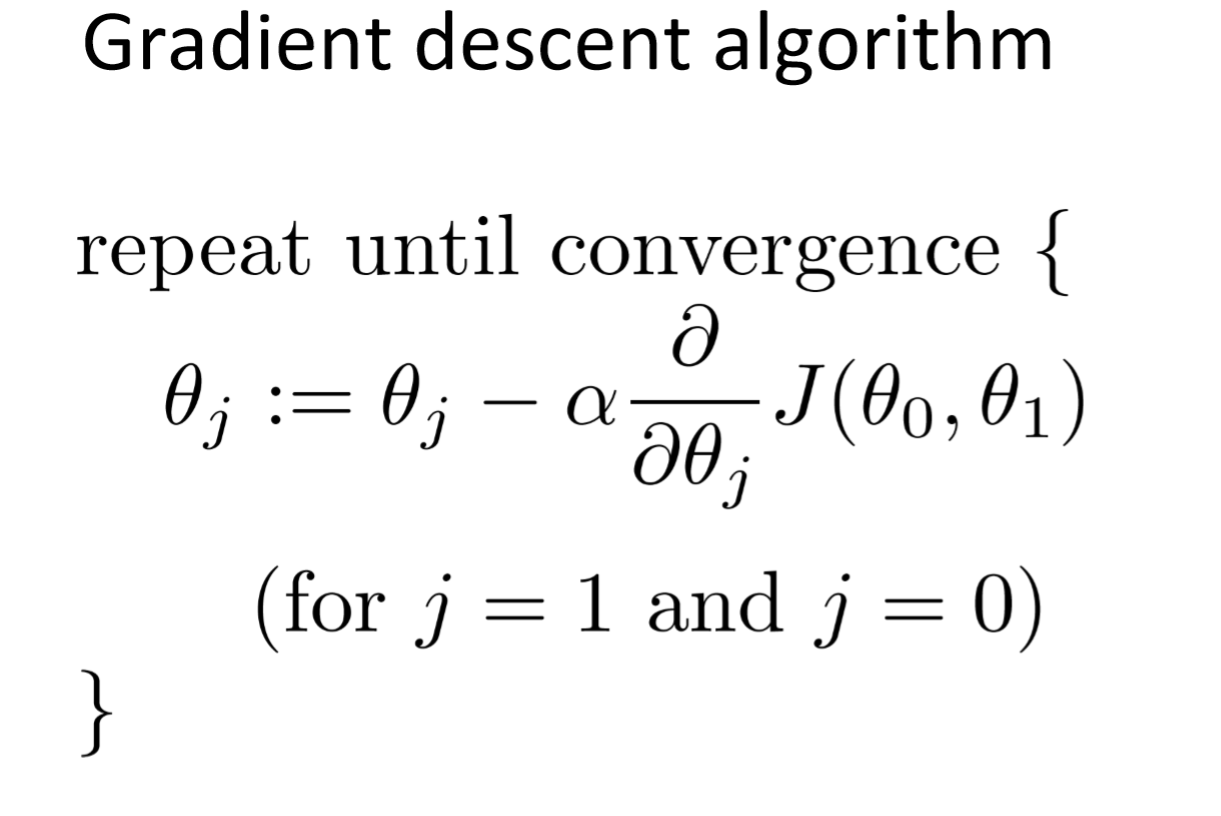 Gradient descent algorithm
repeat until convergence {
θ_j := θ_j − α ∂/∂θ_j J(θ_0, θ_1)
(for j = 1 and j = 0)
}